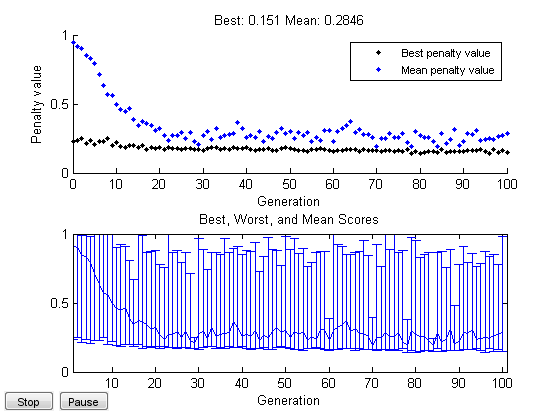 Best: 0.151 Mean: 0.2846
1
0.5
0
Penalty value
Best penalty value
Mean penalty value
0 10 20 30 40 50 60 70 80 90 100
Generation
Best, Worst, and Mean Scores
1
0.5
0
10 20 30 40 50 60 70 80 90 100
Generation
Stop Pause